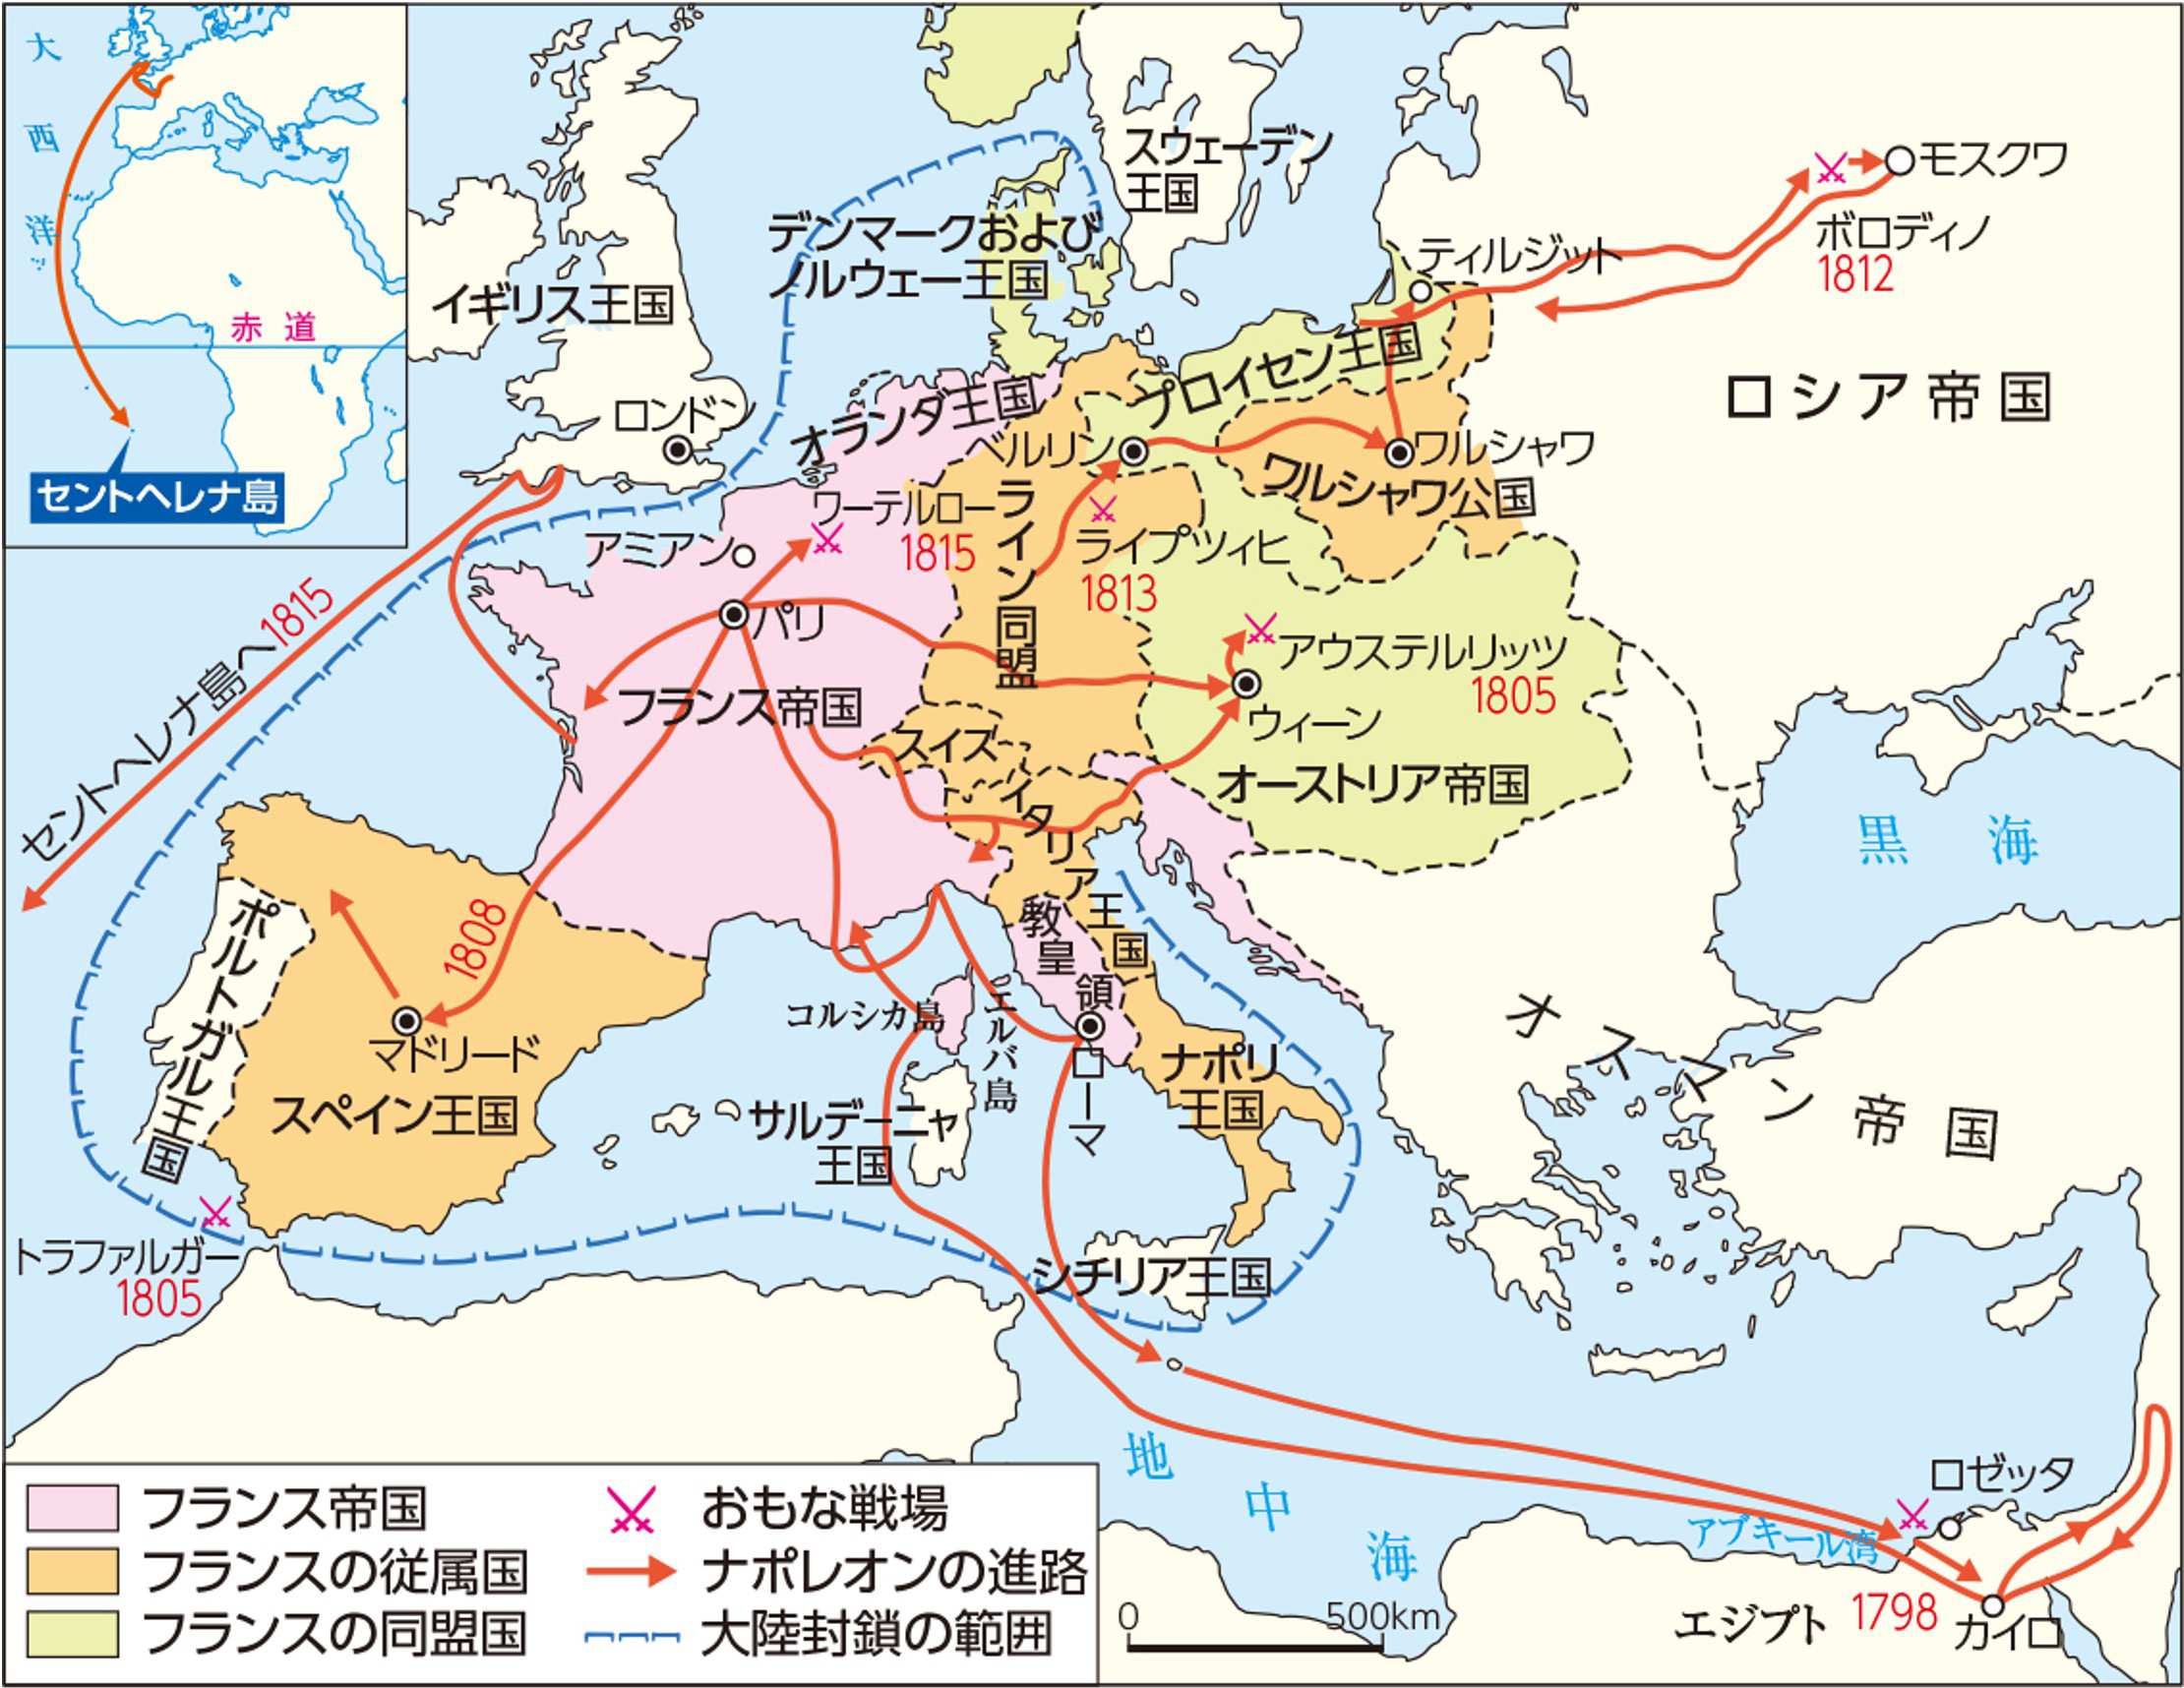 大西洋
赤道
セントヘレナ島
スウェーデン
王国
モスクワ
ボロディノ
1812
デンマークおよび
ノルウェー王国
ティルジット
イギリス王国
プロイセン王国
ロシア帝国
オランダ王国
ロンドン
ベルリン
ワルシャワ
ワルシャワ公国
ワーテルロー
1815
ライン同盟
ライプツィヒ
1813
アミアン
パリ
アウステルリッツ
1805
セントヘレナ島へ1815
フランス帝国
ウィーン
スイス
オーストリア帝国
イタリア王国
黒海
教皇領
1808
ポルトガル王国
コルシカ島
エルバ島
マドリード
ローマ
ナポリ
王国
オスマン帝国
スペイン王国
サルデーニャ
王国
トラファルガー
1805
シチリア王国
地中海
ロゼッタ
アブキール湾
エジプト
1798
カイロ
フランス帝国
フランスの従属国
フランスの同盟国
おもな戦場
ナポレオンの進路
大陸封鎖の範囲
0
500km